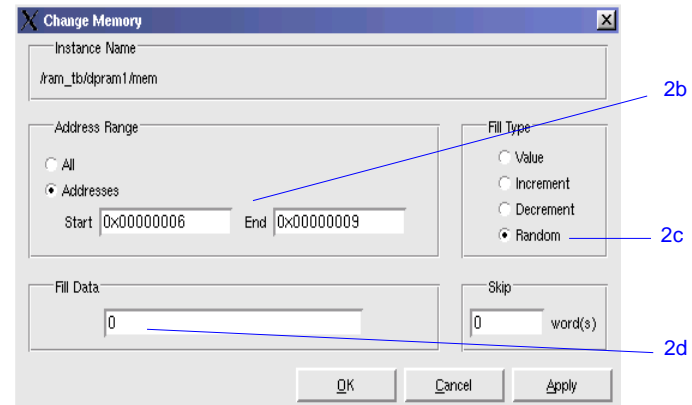 Change Memory
Instance Name
/ram_tb/dpram1/mem
2b
Address Range
All
Addresses
Start 0x00000006 End 0x00000009
Fill Type
Value
Increment
Decrement
Random
2c
Fill Data
0
Skip
0 word(s)
2d
OK Cancel Apply